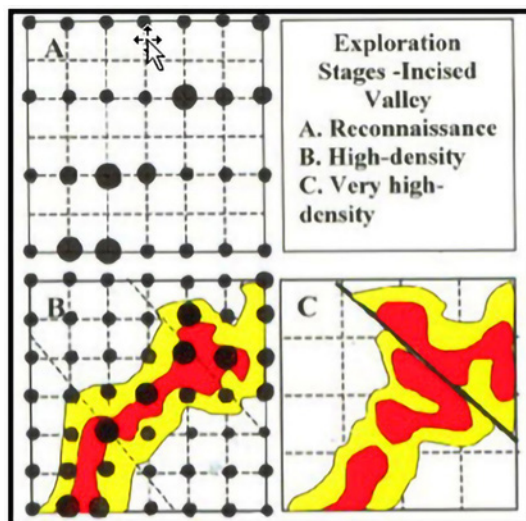 A
Exploration
Stages -Incised
Valley
A. Reconnaissance
B. High-density
C. Very high-
density
B
C